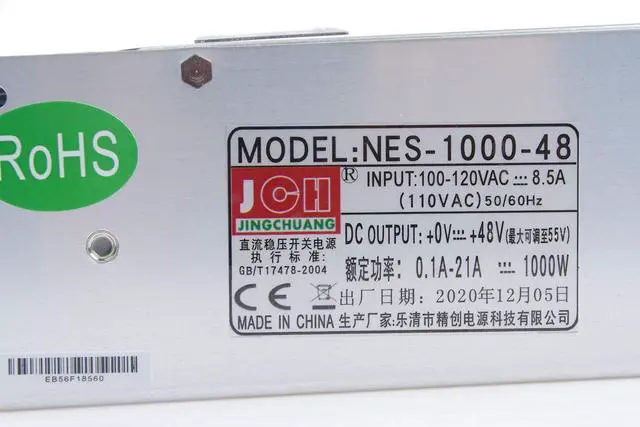 RoHS
MODEL:NES-1000-48
JCH®
JINGCHUANG
INPUT:100-120VAC ⎓ 8.5A
(110VAC) 50/60Hz
直流稳压开关电源
执行标准:
GB/T17478-2004
DC OUTPUT: +0V⎓ +48V(最大可调至55V)
额定功率: 0.1A-21A ⎓ 1000W
CE 出厂日期: 2020年12月05日
MADE IN CHINA 生产厂家:乐清市精创电源科技有限公司
EB56F18560